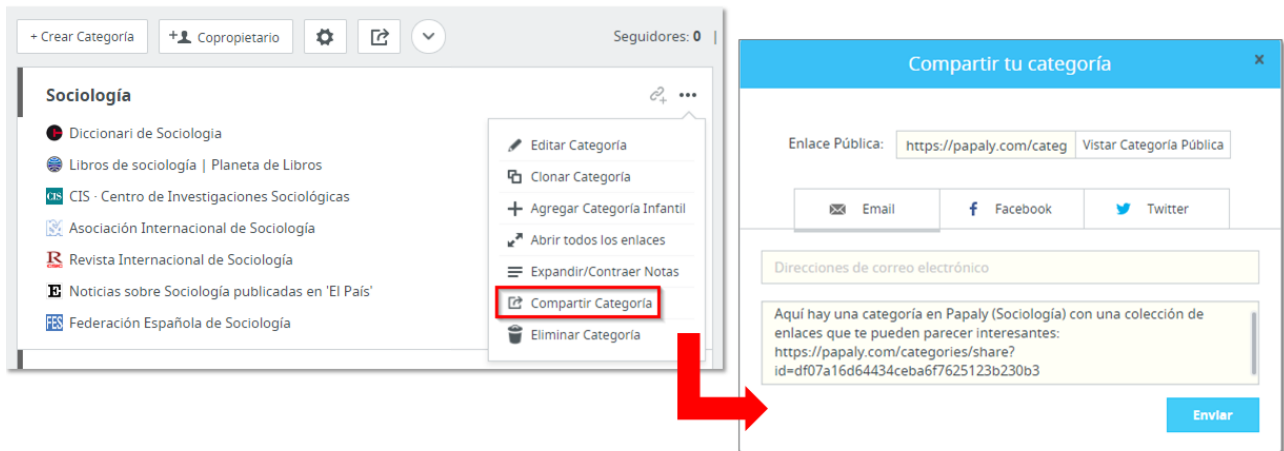 + Crear Categoría
Copropietario
Seguidores: 0 |
Sociología
Diccionari de Sociologia
Libros de sociología | Planeta de Libros
CIS
CIS · Centro de Investigaciones Sociológicas
Asociación Internacional de Sociología
R Revista Internacional de Sociología
E Noticias sobre Sociología publicadas en 'El País'
FES Federación Española de Sociología
Editar Categoría
Clonar Categoría
Agregar Categoría Infantil
Abrir todos los enlaces
Expandir/Contraer Notas
Compartir Categoría
Eliminar Categoría
Compartir tu categoría
x
Enlace Pública:
https://papaly.com/categ
Vistar Categoría Pública
Email
Facebook
Twitter
Direcciones de correo electrónico
Aquí hay una categoría en Papaly (Sociología) con una colección de
enlaces que te pueden parecer interesantes:
https://papaly.com/categories/share?
id=df07a16d64434ceba6f7625123b230b3
Enviar